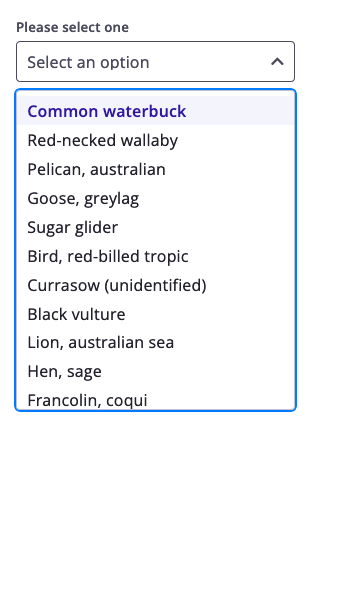 Please select one
Select an option
Common waterbuck
Red-necked wallaby
Pelican, australian
Goose, greylag
Sugar glider
Bird, red-billed tropic
Currasow (unidentified)
Black vulture
Lion, australian sea
Hen, sage
Francolin, coqui